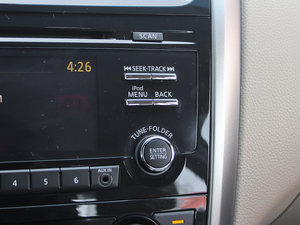 SCAN
4:26
SEEK·TRACK
iPod
MENU BACK
TUNE·FOLDER
ENTER
SETTING
4 5 6 AUX IN